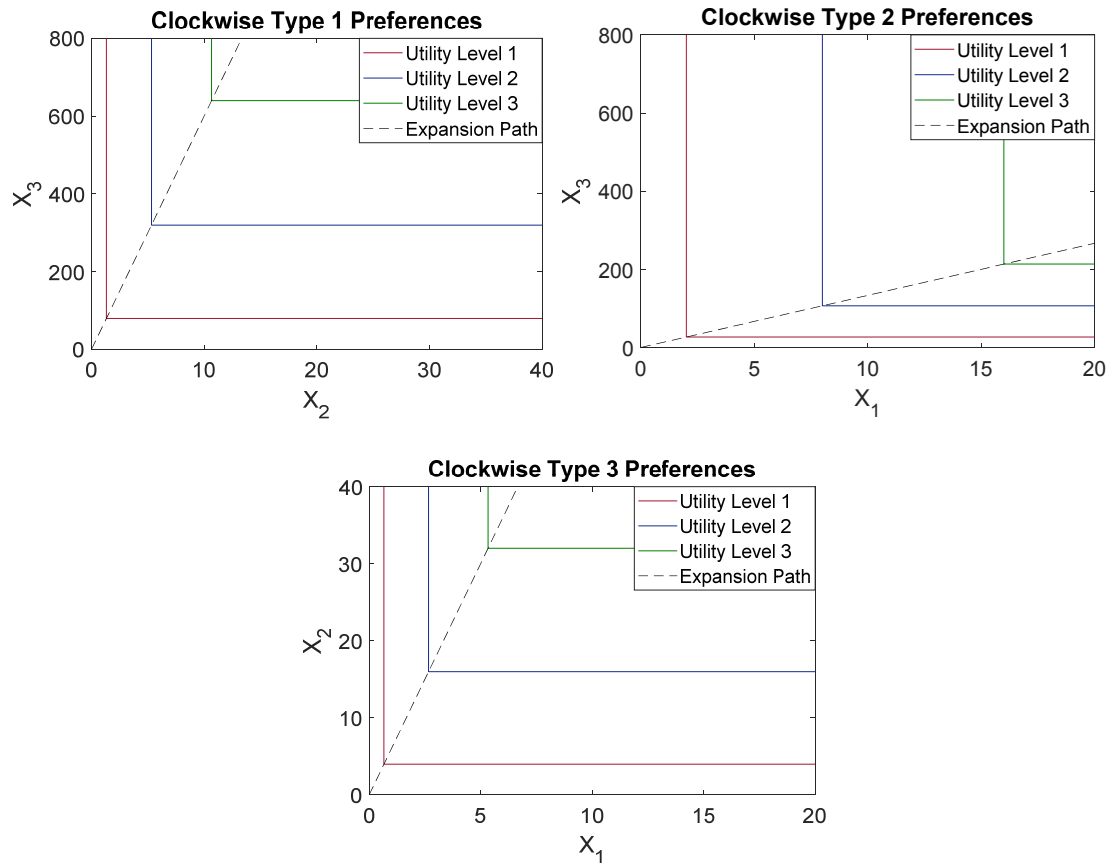 Clockwise Type 1 Preferences
800
600
400
200
0
X3
0 10 20 30 40
X2
Utility Level 1
Utility Level 2
Utility Level 3
Expansion Path
Clockwise Type 2 Preferences
800
600
400
200
0
X3
0 5 10 15 20
X1
Utility Level 1
Utility Level 2
Utility Level 3
Expansion Path
Clockwise Type 3 Preferences
40
30
20
10
0
X2
0 5 10 15 20
X1
Utility Level 1
Utility Level 2
Utility Level 3
Expansion Path